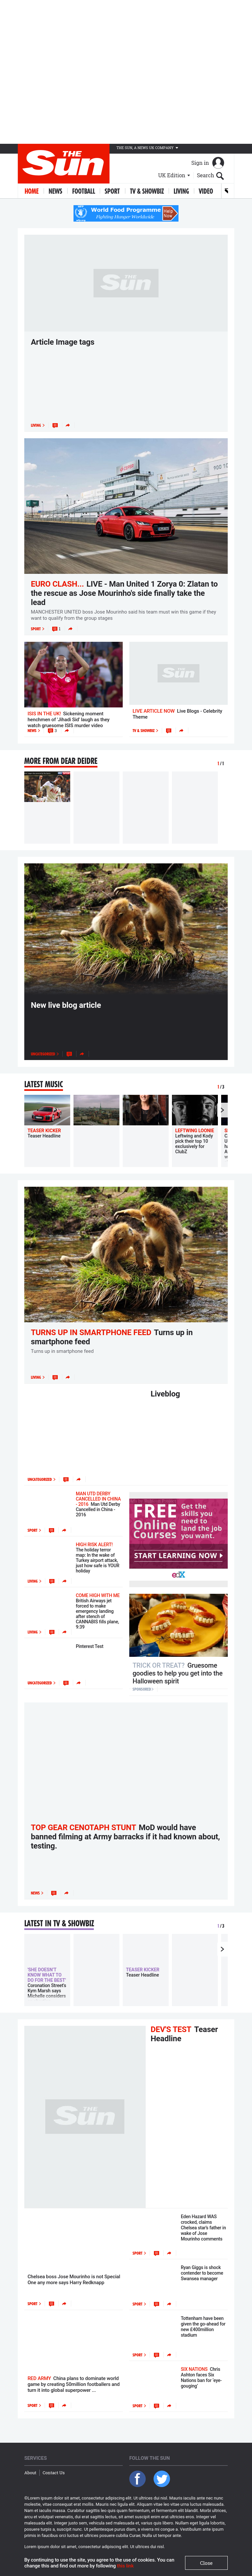 THE SUN, A NEWS UK COMPANY
THE Sun
Sign in
UK Edition
Search
HOME
NEWS
FOOTBALL
SPORT
TV & SHOWBIZ
LIVING
VIDEO
WFP
World Food Programme
Fighting Hunger Worldwide
Article Image tags
LIVING
EURO CLASH... LIVE - Man United 1 Zorya 0: Zlatan to
the rescue as Jose Mourinho's side finally take the
lead
MANCHESTER UNITED boss Jose Mourinho said his team must win this game if they
want to qualify from the group stages
SPORT
ISIS IN THE UK! Sickening moment
henchmen of 'Jihadi Sid' laugh as they
watch gruesome ISIS murder video
NEWS
LIVE ARTICLE NOW Live Blogs - Celebrity
Theme
TV & SHOWBIZ
MORE FROM DEAR DEIDRE
1/1
New live blog article
UNCATEGORIZED
LATEST MUSIC
1/3
TEASER KICKER
Teaser Headline
LEFTWING LOONIE
Leftwing and Kody
pick their top 10
exclusively for
ClubZ
TURNS UP IN SMARTPHONE FEED Turns up in
smartphone feed
Turns up in smartphone feed
LIVING
Liveblog
UNCATEGORIZED
MAN UTD DERBY
CANCELLED IN CHINA
- 2016 Man Utd Derby
Cancelled in China -
2016
SPORT
HIGH RISK ALERT!
The holiday terror
map: In the wake of
Turkey airport attack,
just how safe is YOUR
holiday
LIVING
COME HIGH WITH ME
British Airways jet
forced to make
emergency landing
after stench of
CANNABIS fills plane,
9:39
LIVING
Pinterest Test
UNCATEGORIZED
FREE
Online
Courses
Get the
skills you
need to land
the job
you want.
START LEARNING NOW
edX
TRICK OR TREAT? Gruesome
goodies to help you get into the
Halloween spirit
SPONSORED
TOP GEAR CENOTAPH STUNT MoD would have
banned filming at Army barracks if it had known about,
testing.
NEWS
LATEST IN TV & SHOWBIZ
1/3
'SHE DOESN'T
KNOW WHAT TO
DO FOR THE BEST'
Coronation Street's
Kym Marsh says
Michelle considers
TEASER KICKER
Teaser Headline
DEV'S TEST Teaser
Headline
Eden Hazard WAS
crocked, claims
Chelsea star's father in
wake of Jose
Mourinho comments
SPORT
Chelsea boss Jose Mourinho is not Special
One any more says Harry Redknapp
SPORT
Ryan Giggs is shock
contender to become
Swansea manager
SPORT
Tottenham have been
given the go-ahead for
new £400million
stadium
SPORT
RED ARMY China plans to dominate world
game by creating 50million footballers and
turn it into global superpower ...
SPORT
SIX NATIONS Chris
Ashton faces Six
Nations ban for 'eye-
gouging'
SPORT
SERVICES
About
Contact Us
FOLLOW THE SUN
Lorem ipsum dolor sit amet, consectetur adipiscing elit. Ut ultrices dui nisl.
By continuing to use the site, you agree to the use of cookies. You can
change this and find out more by following this link
Close